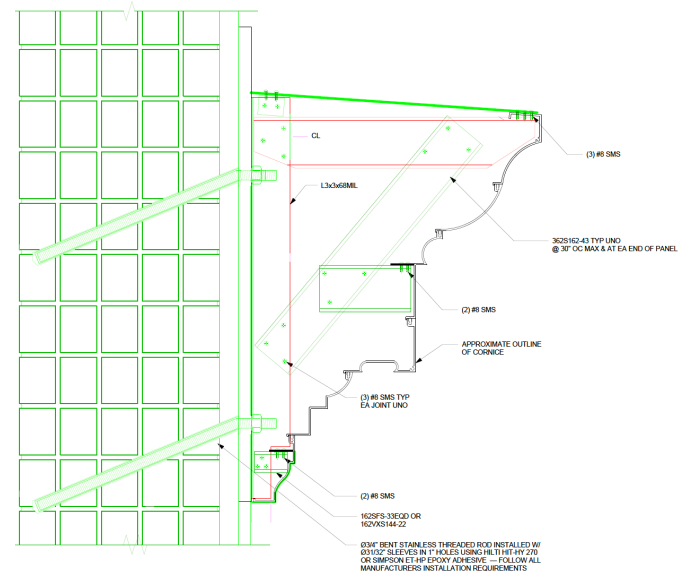 CL
(3) #8 SMS
L3x3x68MIL
362S162-43 TYP UNO
@ 30" OC MAX & AT EA END OF PANEL
(2) #8 SMS
APPROXIMATE OUTLINE
OF CORNICE
(3) #8 SMS TYP
EA JOINT UNO
(2) #8 SMS
162SFS-33EQD OR
162VXS144-22
Ø3/4" BENT STAINLESS THREADED ROD INSTALLED W/
Ø31/32" SLEEVES IN 1" HOLES USING HILTI HIT-HY 270
OR SIMPSON ET-HP EPOXY ADHESIVE — FOLLOW ALL
MANUFACTURERS INSTALLATION REQUIREMENTS